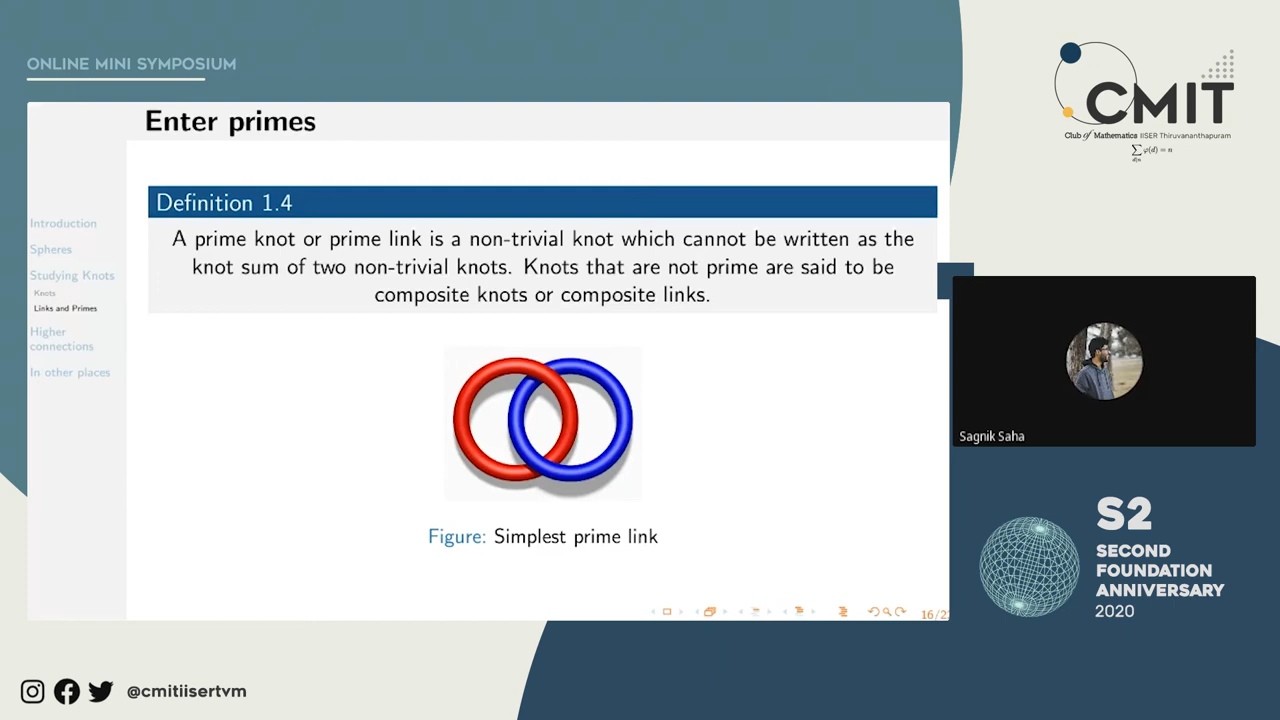 ONLINE MINI SYMPOSIUM
CMIT
Club of Mathematics IISER Thiruvananthapuram
∑ φ(d) = n
d|n
Enter primes
Definition 1.4
A prime knot or prime link is a non-trivial knot which cannot be written as the
knot sum of two non-trivial knots. Knots that are not prime are said to be
composite knots or composite links.
Introduction
Spheres
Studying Knots
Knots
Links and Primes
Higher
connections
In other places
Figure: Simplest prime link
16/2
Sagnik Saha
S2
SECOND
FOUNDATION
ANNIVERSARY
2020
@cmitiisertvm